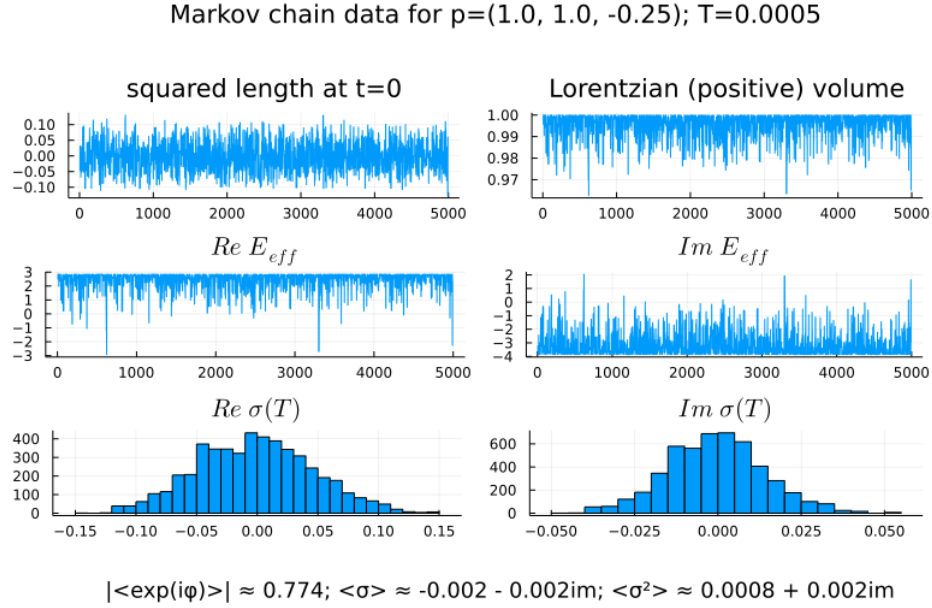 Markov chain data for p=(1.0, 1.0, -0.25); T=0.0005
squared length at t=0
0.10
0.05
0.00
−0.05
−0.10
0 1000 2000 3000 4000 5000
Lorentzian (positive) volume
1.00
0.99
0.98
0.97
0 1000 2000 3000 4000 5000
Re E_eff
3
2
1
0
−1
−2
−3
0 1000 2000 3000 4000 5000
Im E_eff
2
1
0
−1
−2
−3
−4
0 1000 2000 3000 4000 5000
Re σ(T)
400
300
200
100
0
−0.15 −0.10 −0.05 0.00 0.05 0.10 0.15
Im σ(T)
600
400
200
0
−0.050 −0.025 0.000 0.025 0.050
|<exp(iφ)>| ≈ 0.774; <σ> ≈ -0.002 - 0.002im; <σ²> ≈ 0.0008 + 0.002im